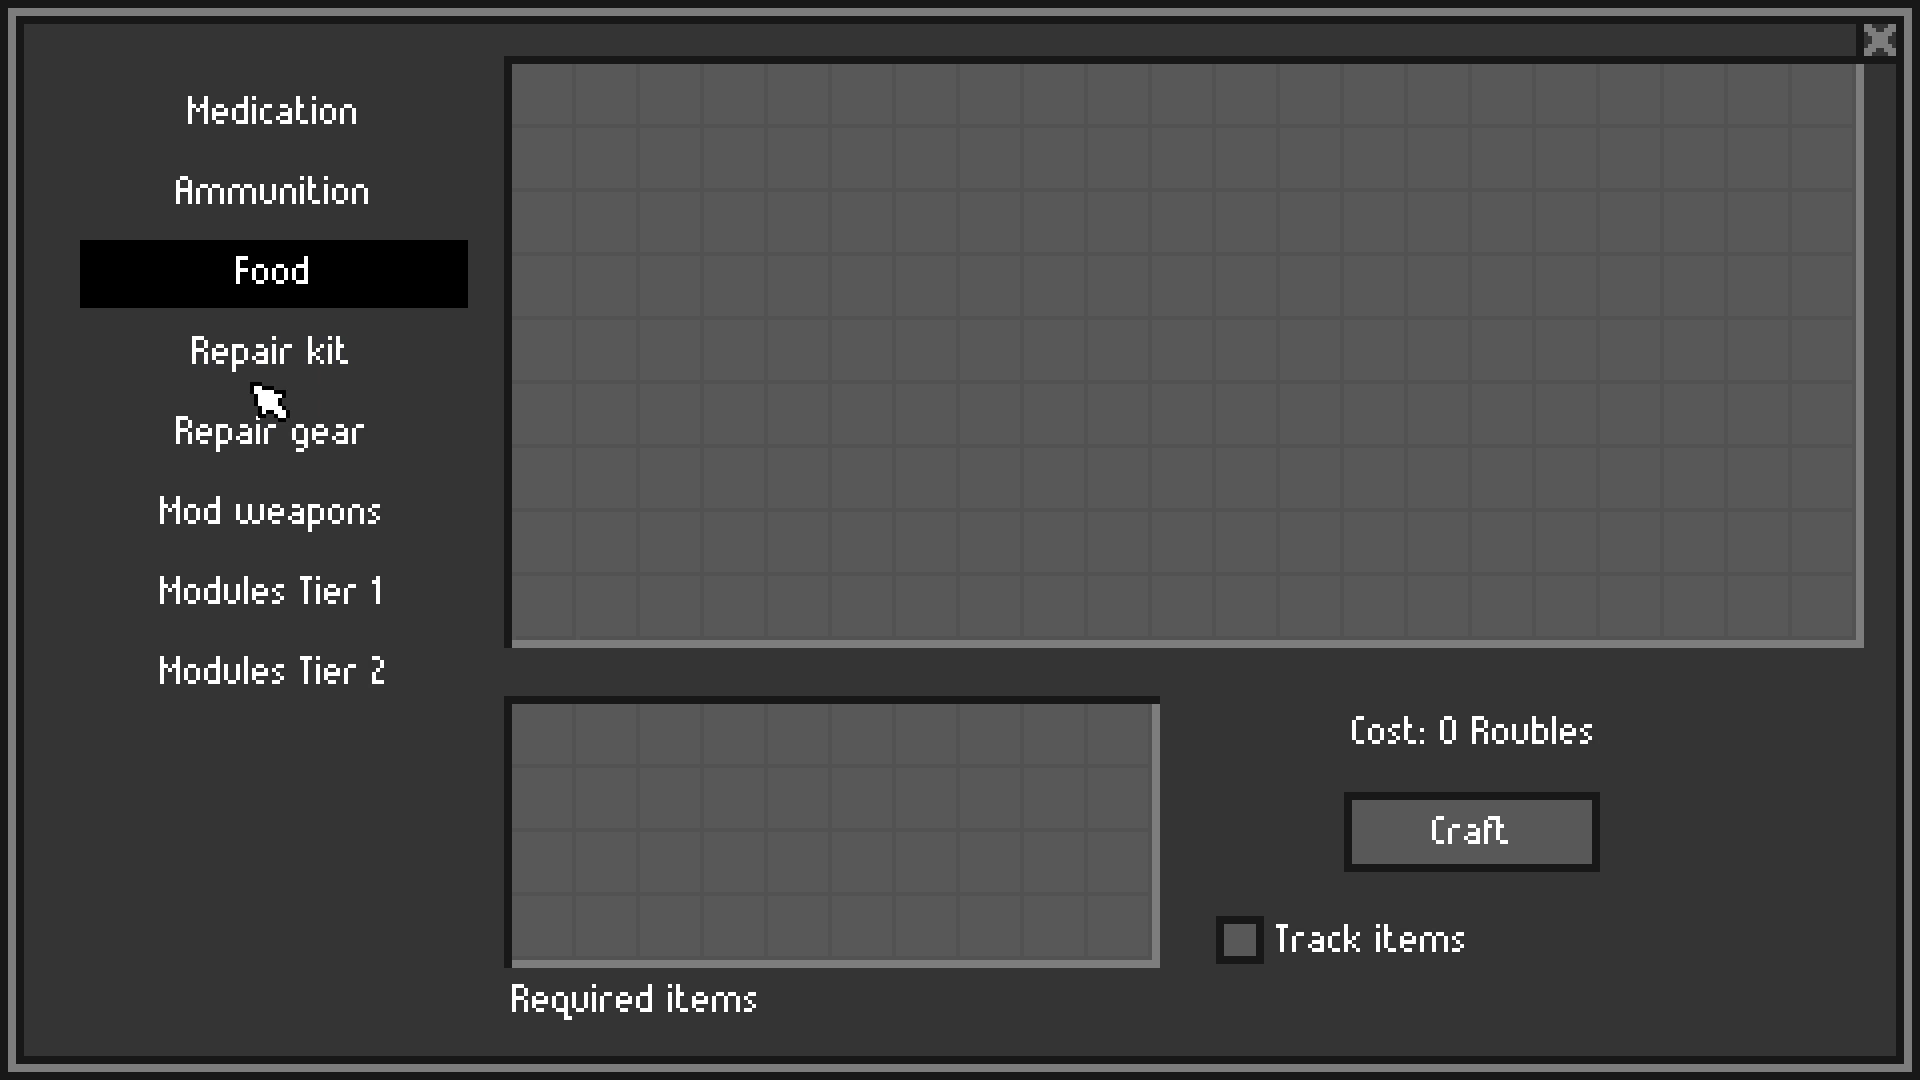 Medication
Ammunition
Food
Repair kit
Repair gear
Mod weapons
Modules Tier 1
Modules Tier 2
Cost: 0 Roubles
Craft
Track items
Required items